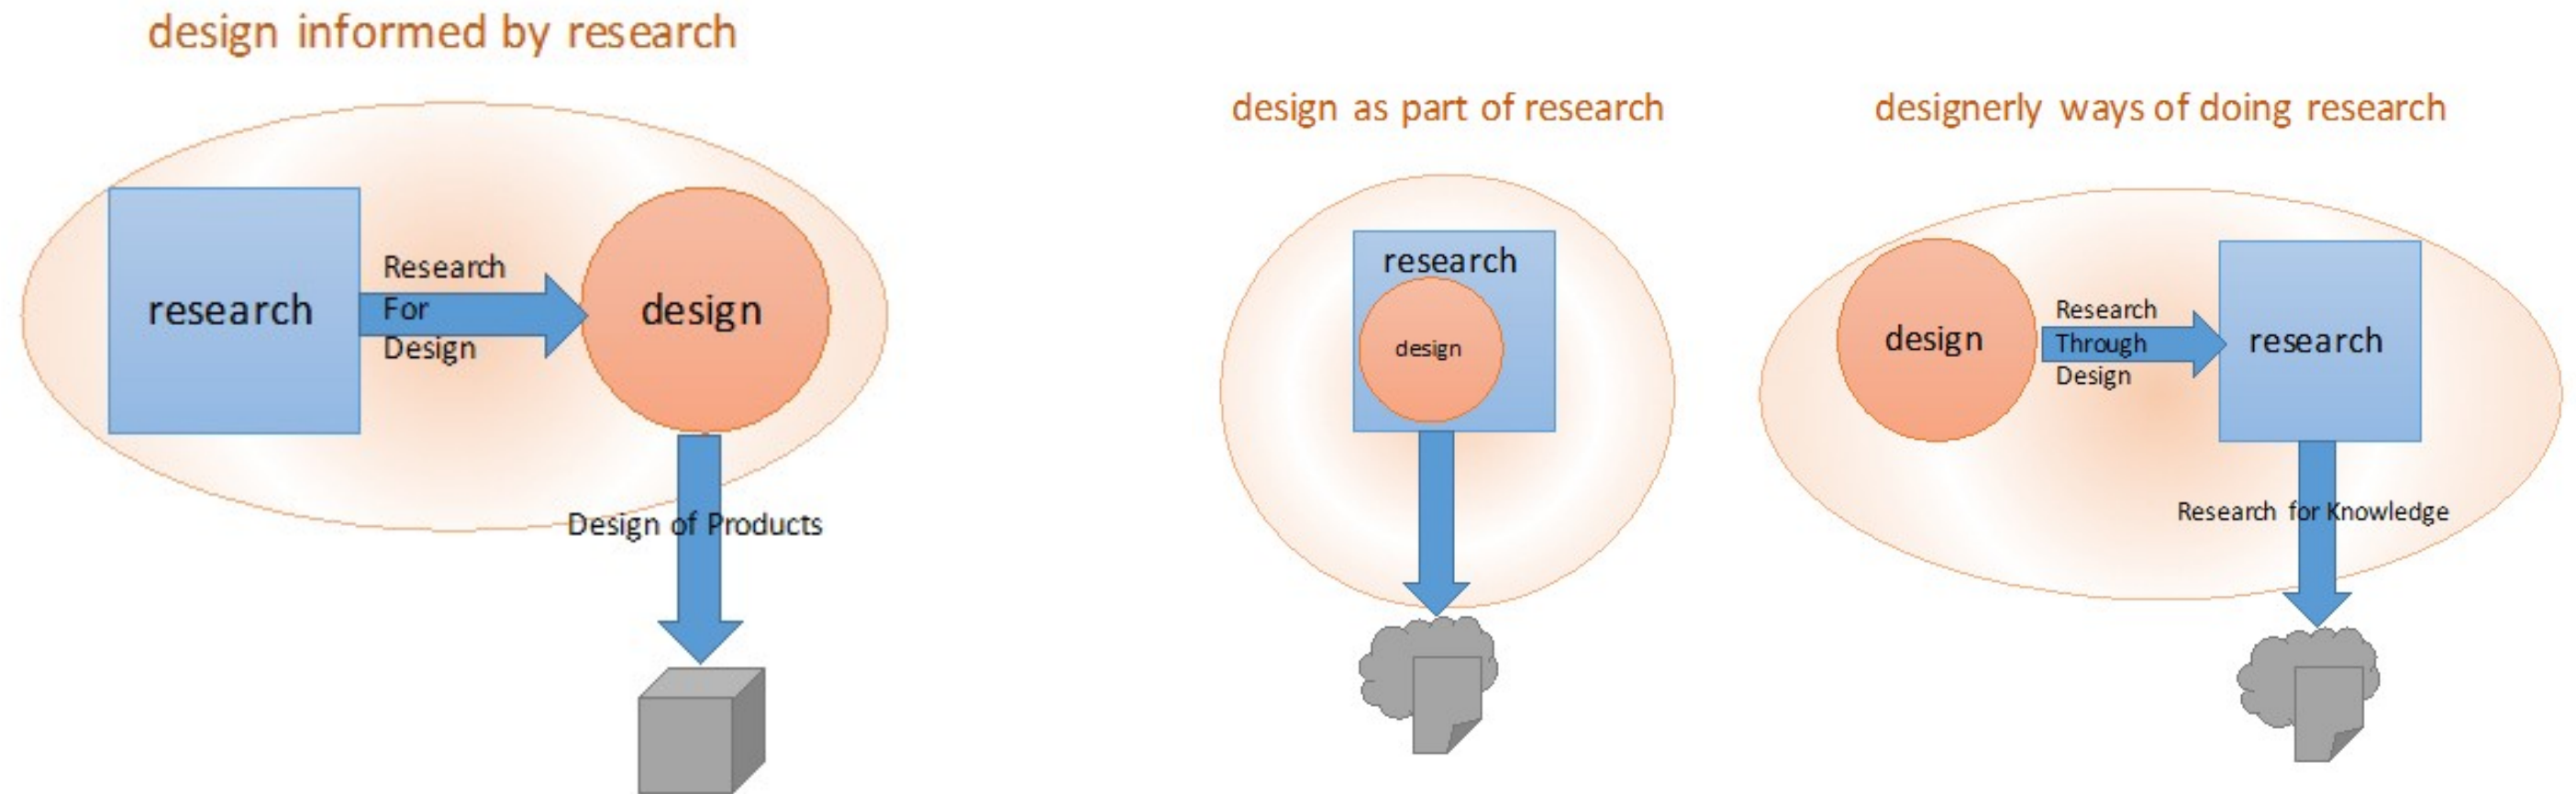 design informed by research
research
Research
For
Design
design
Design of Products
design as part of research
research
design
designerly ways of doing research
design
Research
Through
Design
research
Research for Knowledge